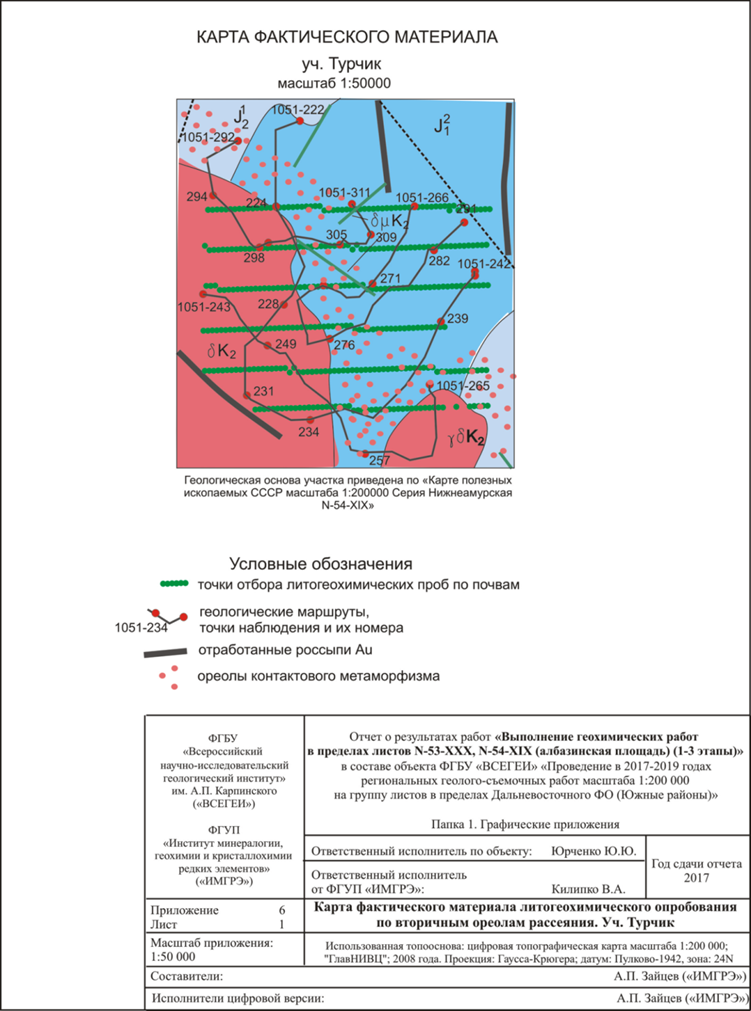 КАРТА ФАКТИЧЕСКОГО МАТЕРИАЛА
уч. Турчик
масштаб 1:50000
1051-222
J¹₂
J²₁
1051-292
1051-311
1051-266
294
224
291
δμK₂
305
309
298
282
1051-242
271
1051-243
228
239
249
276
δK₂
1051-265
231
234
γδK₂
257
Геологическая основа участка приведена по «Карте полезных
ископаемых СССР масштаба 1:200000 Серия Нижнеамурская
N-54-XIX»
Условные обозначения
точки отбора литогеохимических проб по почвам
геологические маршруты,
1051-234 точки наблюдения и их номера
отработанные россыпи Au
ореолы контактового метаморфизма
ФГБУ
«Всероссийский
научно-исследовательский
геологический институт»
им. А.П. Карпинского
(«ВСЕГЕИ»)
ФГУП
«Институт минералогии,
геохимии и кристаллохимии
редких элементов»
(«ИМГРЭ»)
Отчет о результатах работ «Выполнение геохимических работ
в пределах листов N-53-XXX, N-54-XIX (албазинская площадь) (1-3 этапы)»
в составе объекта ФГБУ «ВСЕГЕИ» «Проведение в 2017-2019 годах
региональных геолого-съемочных работ масштаба 1:200 000
на группу листов в пределах Дальневосточного ФО (Южные районы)»
Папка 1. Графические приложения
Ответственный исполнитель по объекту: Юрченко Ю.Ю.
Ответственный исполнитель
от ФГУП «ИМГРЭ»: Килипко В.А.
Год сдачи отчета
2017
Приложение 6
Лист 1
Карта фактического материала литогеохимического опробования
по вторичным ореолам рассеяния. Уч. Турчик
Масштаб приложения:
1:50 000
Использованная топооснова: цифровая топографическая карта масштаба 1:200 000;
"ГлавНИВЦ"; 2008 года. Проекция: Гаусса-Крюгера; датум: Пулково-1942, зона: 24N
Составители: А.П. Зайцев («ИМГРЭ»)
Исполнители цифровой версии: А.П. Зайцев («ИМГРЭ»)